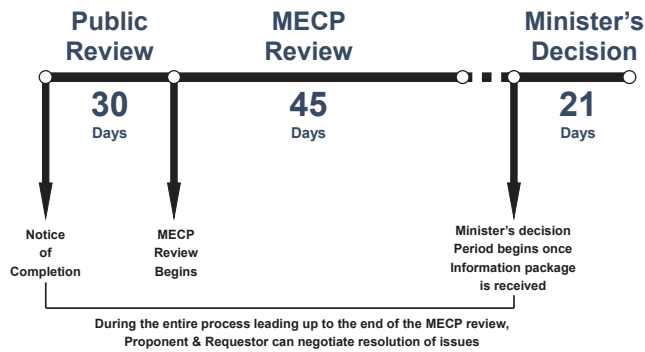 Public
Review
MECP
Review
Minister's
Decision
30
Days
45
Days
21
Days
Notice
of
Completion
MECP
Review
Begins
Minister's decision
Period begins once
Information package
is received
During the entire process leading up to the end of the MECP review,
Proponent & Requestor can negotiate resolution of issues